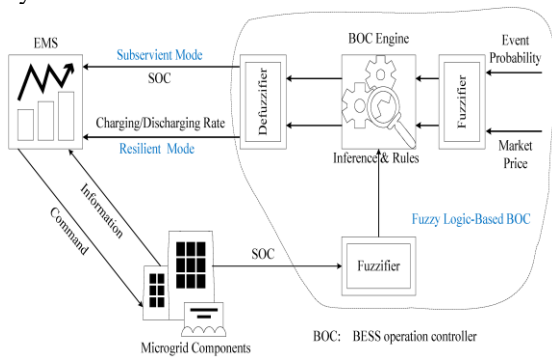 EMS
Subservient Mode
SOC
Charging/Discharging Rate
Resilient Mode
Defuzzifier
BOC Engine
Inference & Rules
Fuzzifier
Event
Probability
Market
Price
Fuzzy Logic-Based BOC
Command
Information
SOC
Fuzzifier
Microgrid Components
BOC: BESS operation controller